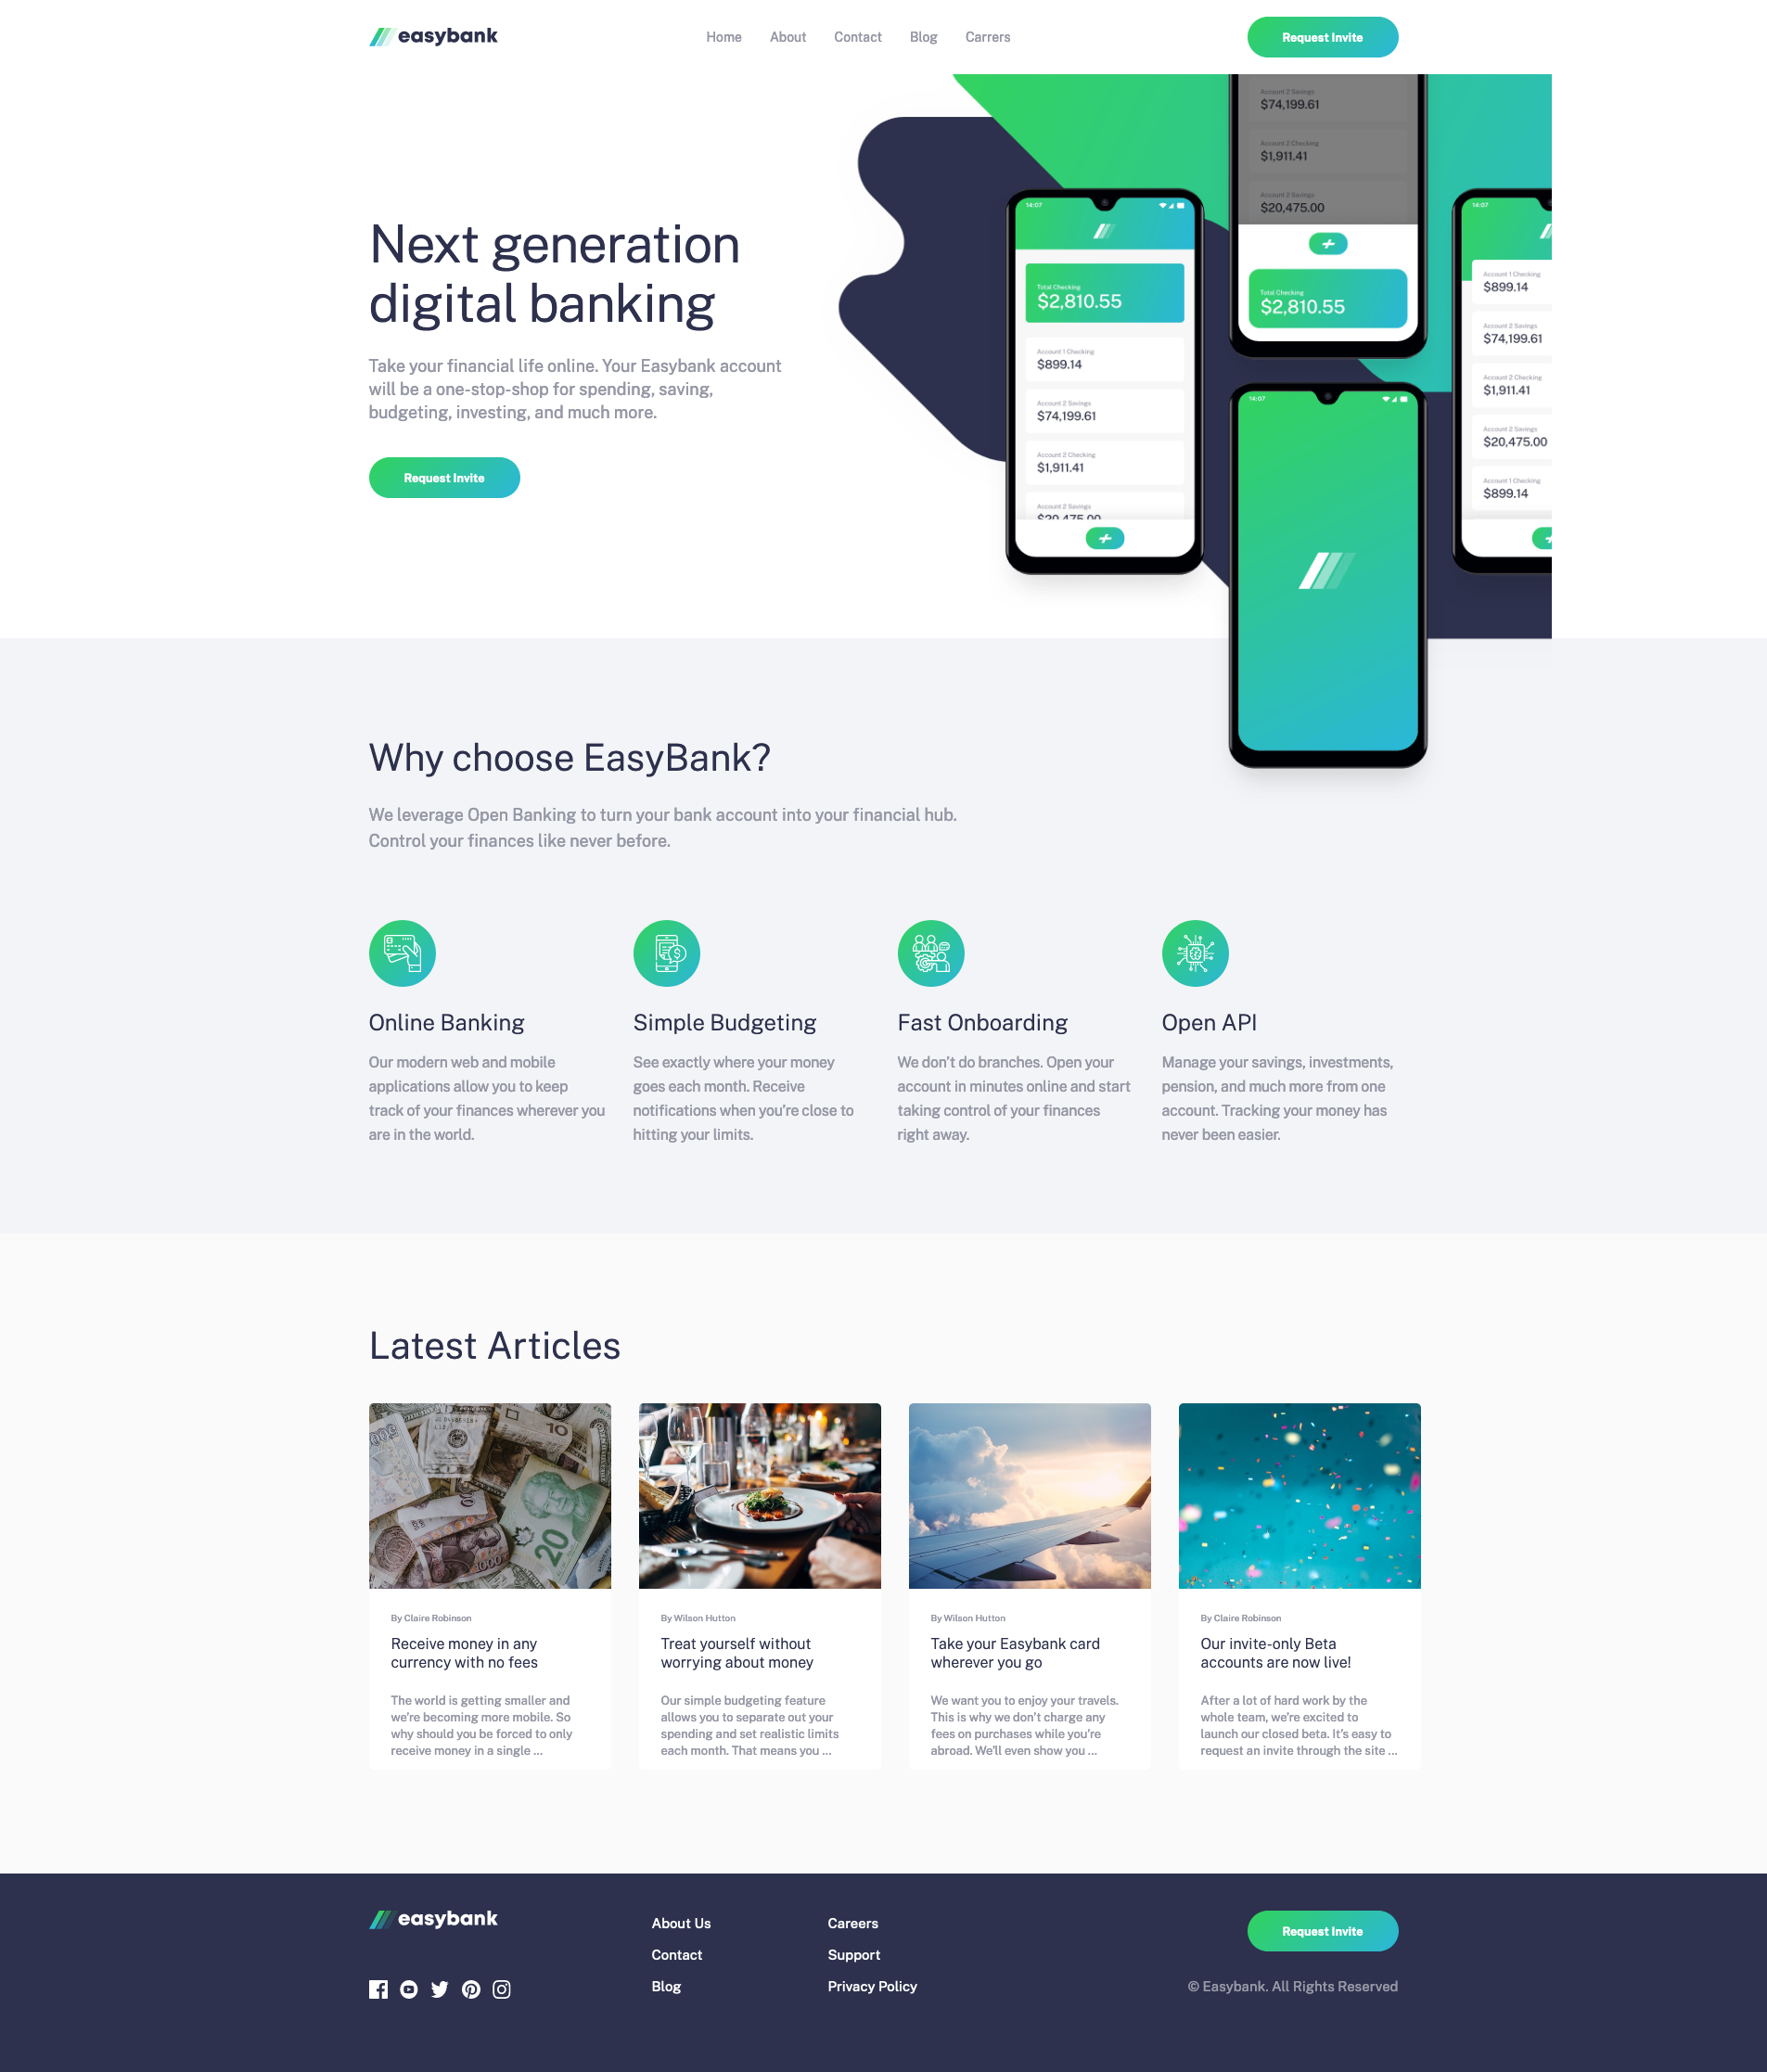 easybank
Home
About
Contact
Blog
Carrers
Request Invite
Next generation
digital banking
Take your financial life online. Your Easybank account
will be a one-stop-shop for spending, saving,
budgeting, investing, and much more.
Request Invite
14:07
Total Checking
$2,810.55
Account 1 Checking
$899.14
Account 2 Savings
$74,199.61
Account 2 Checking
$1,911.41
Account 2 Savings
$20,475.00
Account 2 Savings
$74,199.61
Account 2 Checking
$1,911.41
Account 2 Savings
$20,475.00
Total Checking
$2,810.55
14:07
14:07
Account 1 Checking
$899.14
Account 2 Savings
$74,199.61
Account 2 Checking
$1,911.41
Account 2 Savings
$20,475.00
Account 1 Checking
$899.14
Why choose EasyBank?
We leverage Open Banking to turn your bank account into your financial hub.
Control your finances like never before.
Online Banking
Our modern web and mobile
applications allow you to keep
track of your finances wherever you
are in the world.
Simple Budgeting
See exactly where your money
goes each month. Receive
notifications when you're close to
hitting your limits.
Fast Onboarding
We don't do branches. Open your
account in minutes online and start
taking control of your finances
right away.
Open API
Manage your savings, investments,
pension, and much more from one
account. Tracking your money has
never been easier.
Latest Articles
10
20
1000
By Claire Robinson
Receive money in any
currency with no fees
The world is getting smaller and
we're becoming more mobile. So
why should you be forced to only
receive money in a single ...
By Wilson Hutton
Treat yourself without
worrying about money
Our simple budgeting feature
allows you to separate out your
spending and set realistic limits
each month. That means you ...
By Wilson Hutton
Take your Easybank card
wherever you go
We want you to enjoy your travels.
This is why we don't charge any
fees on purchases while you're
abroad. We'll even show you ...
By Claire Robinson
Our invite-only Beta
accounts are now live!
After a lot of hard work by the
whole team, we're excited to
launch our closed beta. It's easy to
request an invite through the site ...
easybank
About Us
Contact
Blog
Careers
Support
Privacy Policy
Request Invite
© Easybank. All Rights Reserved